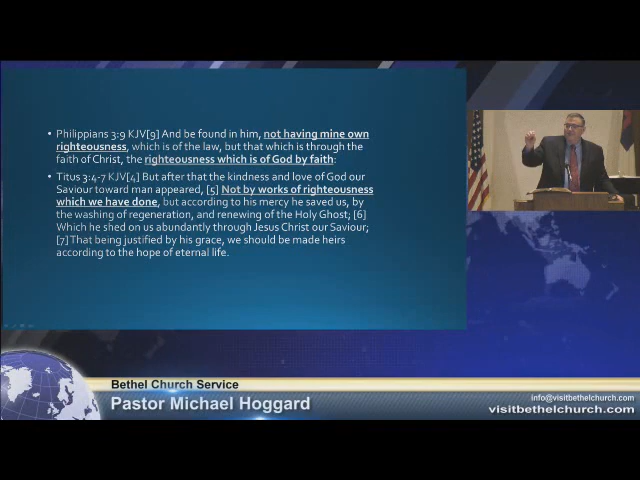 • Philippians 3:9 KJV[9] And be found in him, not having mine own
righteousness, which is of the law, but that which is through the
faith of Christ, the righteousness which is of God by faith:
• Titus 3:4-7 KJV[4] But after that the kindness and love of God our
Saviour toward man appeared, [5] Not by works of righteousness
which we have done, but according to his mercy he saved us, by
the washing of regeneration, and renewing of the Holy Ghost; [6]
Which he shed on us abundantly through Jesus Christ our Saviour;
[7] That being justified by his grace, we should be made heirs
according to the hope of eternal life.
Bethel Church Service
Pastor Michael Hoggard
info@visitbethelchurch.com
visitbethelchurch.com